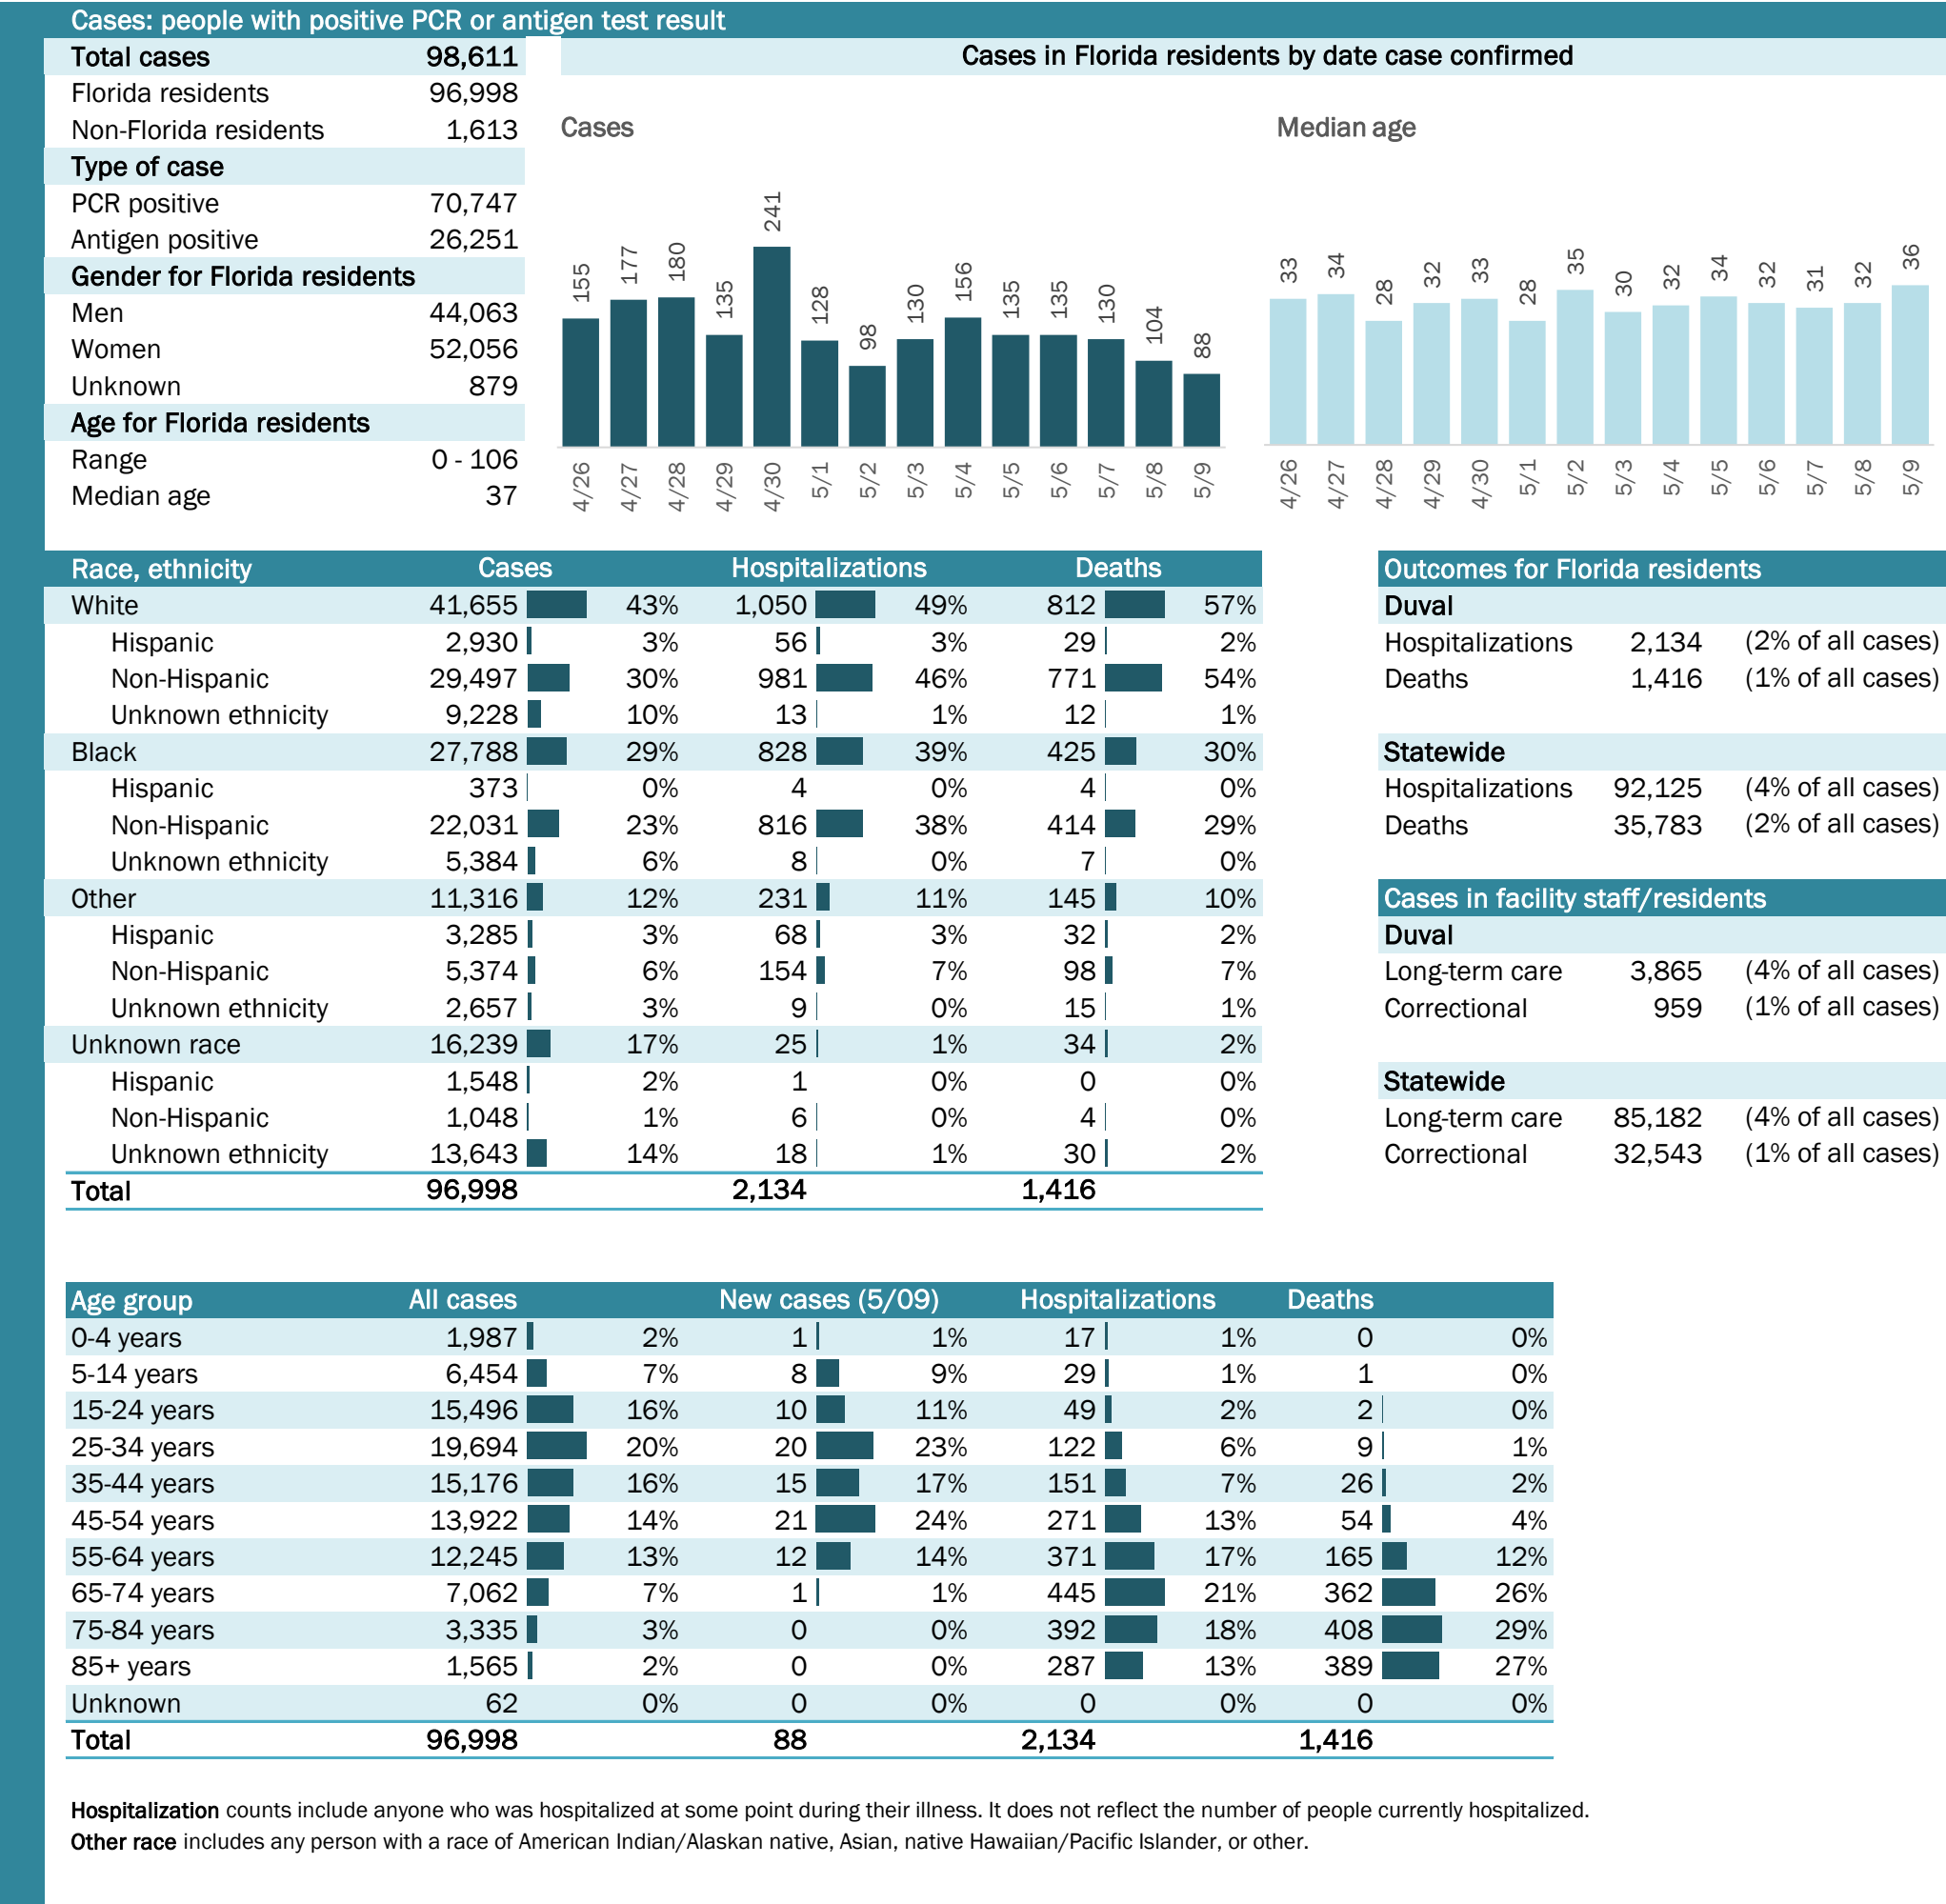 Cases: people with positive PCR or antigen test result
Total cases 98,611
Florida residents 96,998
Non-Florida residents 1,613
Type of case
PCR positive 70,747
Antigen positive 26,251
Gender for Florida residents
Men 44,063
Women 52,056
Unknown 879
Age for Florida residents
Range 0 - 106
Median age 37
Cases in Florida residents by date case confirmed
Cases
155 177 180 135 241 128 98 130 156 135 135 130 104 88
4/26 4/27 4/28 4/29 4/30 5/1 5/2 5/3 5/4 5/5 5/6 5/7 5/8 5/9
Median age
33 34 28 32 33 28 35 30 32 34 32 31 32 36
4/26 4/27 4/28 4/29 4/30 5/1 5/2 5/3 5/4 5/5 5/6 5/7 5/8 5/9
Race, ethnicity Cases Hospitalizations Deaths
White 41,655 43% 1,050 49% 812 57%
Hispanic 2,930 3% 56 3% 29 2%
Non-Hispanic 29,497 30% 981 46% 771 54%
Unknown ethnicity 9,228 10% 13 1% 12 1%
Black 27,788 29% 828 39% 425 30%
Hispanic 373 0% 4 0% 4 0%
Non-Hispanic 22,031 23% 816 38% 414 29%
Unknown ethnicity 5,384 6% 8 0% 7 0%
Other 11,316 12% 231 11% 145 10%
Hispanic 3,285 3% 68 3% 32 2%
Non-Hispanic 5,374 6% 154 7% 98 7%
Unknown ethnicity 2,657 3% 9 0% 15 1%
Unknown race 16,239 17% 25 1% 34 2%
Hispanic 1,548 2% 1 0% 0 0%
Non-Hispanic 1,048 1% 6 0% 4 0%
Unknown ethnicity 13,643 14% 18 1% 30 2%
Total 96,998 2,134 1,416
Outcomes for Florida residents
Duval
Hospitalizations 2,134 (2% of all cases)
Deaths 1,416 (1% of all cases)
Statewide
Hospitalizations 92,125 (4% of all cases)
Deaths 35,783 (2% of all cases)
Cases in facility staff/residents
Duval
Long-term care 3,865 (4% of all cases)
Correctional 959 (1% of all cases)
Statewide
Long-term care 85,182 (4% of all cases)
Correctional 32,543 (1% of all cases)
Age group All cases New cases (5/09) Hospitalizations Deaths
0-4 years 1,987 2% 1 1% 17 1% 0 0%
5-14 years 6,454 7% 8 9% 29 1% 1 0%
15-24 years 15,496 16% 10 11% 49 2% 2 0%
25-34 years 19,694 20% 20 23% 122 6% 9 1%
35-44 years 15,176 16% 15 17% 151 7% 26 2%
45-54 years 13,922 14% 21 24% 271 13% 54 4%
55-64 years 12,245 13% 12 14% 371 17% 165 12%
65-74 years 7,062 7% 1 1% 445 21% 362 26%
75-84 years 3,335 3% 0 0% 392 18% 408 29%
85+ years 1,565 2% 0 0% 287 13% 389 27%
Unknown 62 0% 0 0% 0 0% 0 0%
Total 96,998 88 2,134 1,416
Hospitalization counts include anyone who was hospitalized at some point during their illness. It does not reflect the number of people currently hospitalized.
Other race includes any person with a race of American Indian/Alaskan native, Asian, native Hawaiian/Pacific Islander, or other.